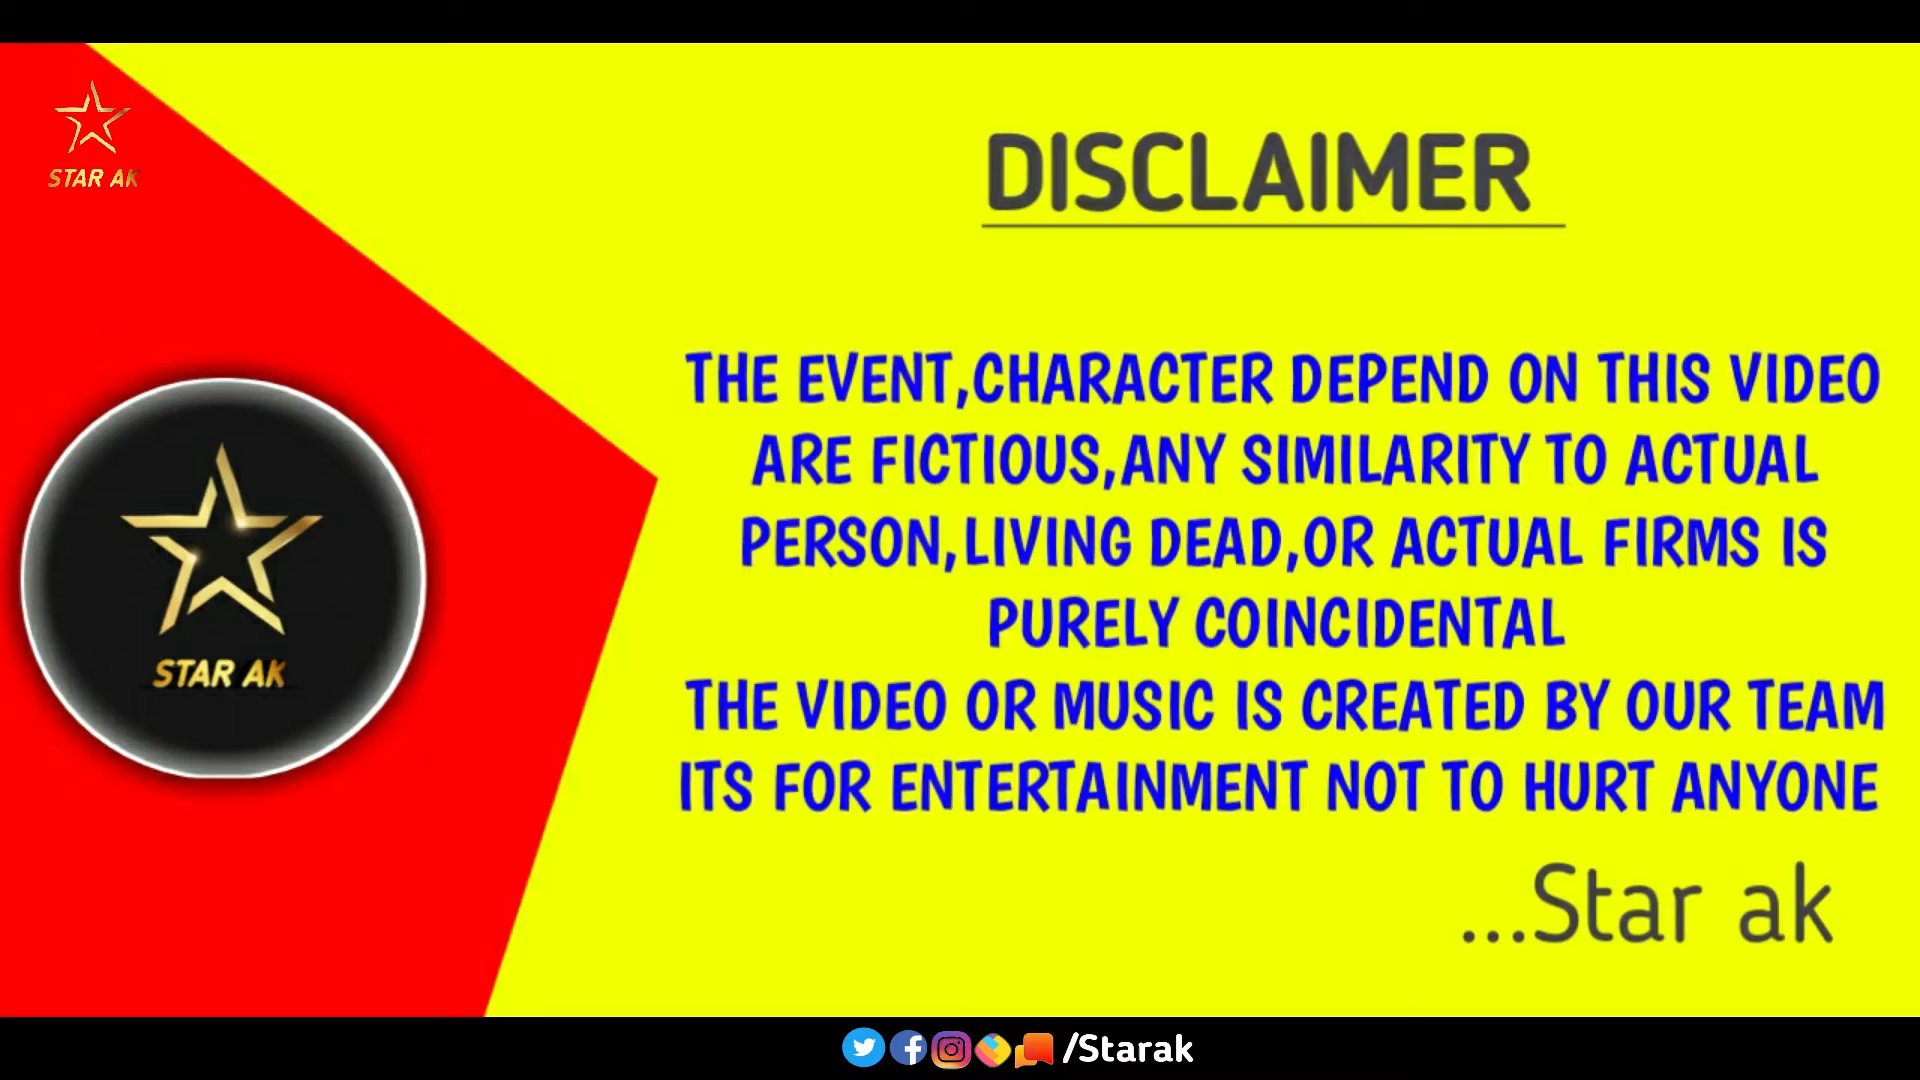 STAR AK
DISCLAIMER
THE EVENT,CHARACTER DEPEND ON THIS VIDEO
ARE FICTIOUS,ANY SIMILARITY TO ACTUAL
PERSON,LIVING DEAD,OR ACTUAL FIRMS IS
PURELY COINCIDENTAL
THE VIDEO OR MUSIC IS CREATED BY OUR TEAM
ITS FOR ENTERTAINMENT NOT TO HURT ANYONE
STAR AK
...Star ak
/Starak